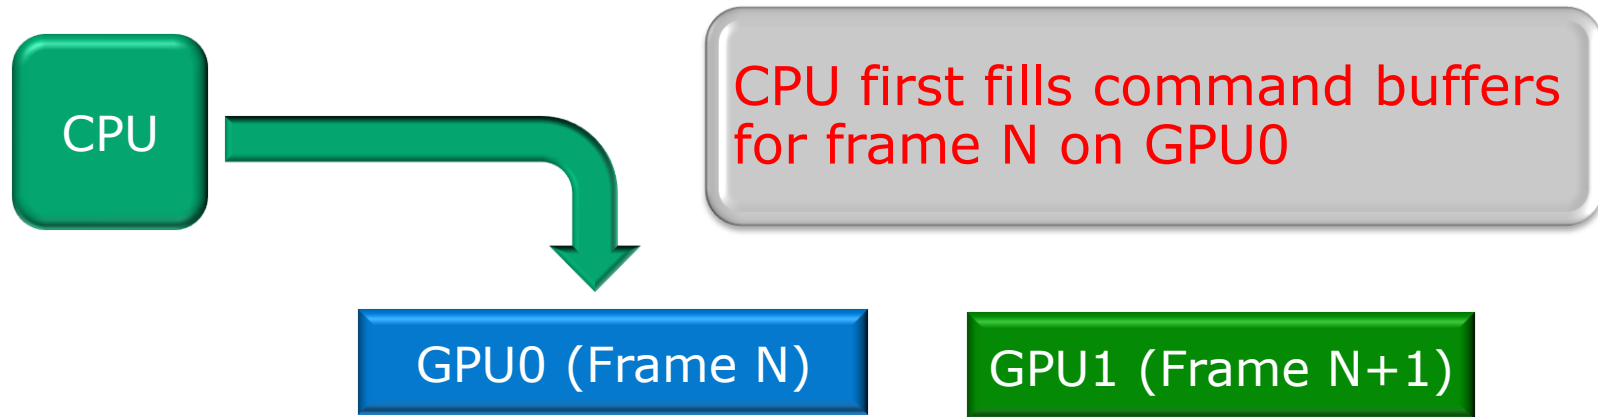 CPU
CPU first fills command buffers
for frame N on GPU0
GPU0 (Frame N)
GPU1 (Frame N+1)